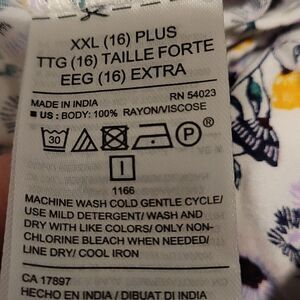 XXL (16) PLUS
TTG (16) TAILLE FORTE
EEG (16) EXTRA
MADE IN INDIA RN 54023
■ US : BODY: 100% RAYON/VISCOSE
30 P
I
1166
MACHINE WASH COLD GENTLE CYCLE/
USE MILD DETERGENT/ WASH AND
DRY WITH LIKE COLORS/ ONLY NON-
CHLORINE BLEACH WHEN NEEDED/
LINE DRY/ COOL IRON
CA 17897
HECHO EN INDIA / DIBUAT DI INDIA